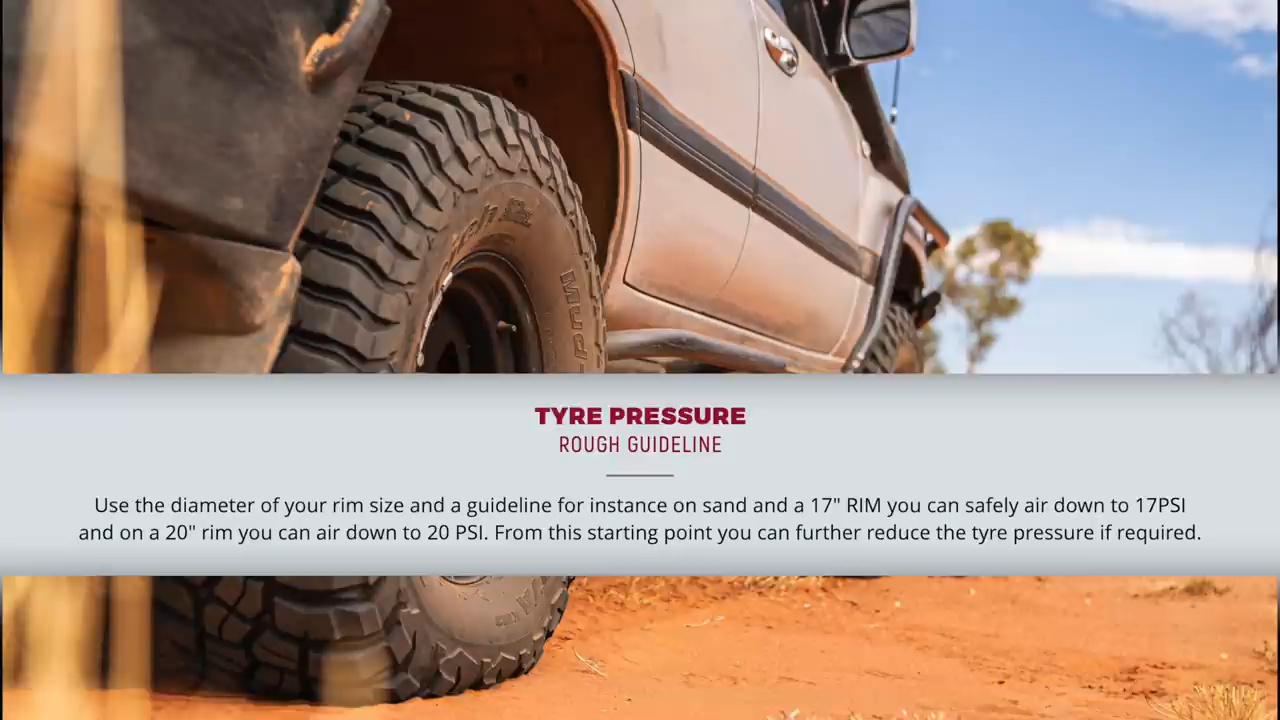 Mud-
TYRE PRESSURE
ROUGH GUIDELINE
Use the diameter of your rim size and a guideline for instance on sand and a 17" RIM you can safely air down to 17PSI
and on a 20" rim you can air down to 20 PSI. From this starting point you can further reduce the tyre pressure if required.